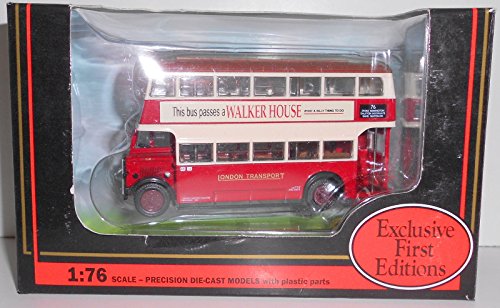 This bus passes a WALKER HOUSE
76
LONDON TRANSPORT
Exclusive
First
Editions
1:76 SCALE – PRECISION DIE-CAST MODELS with plastic parts